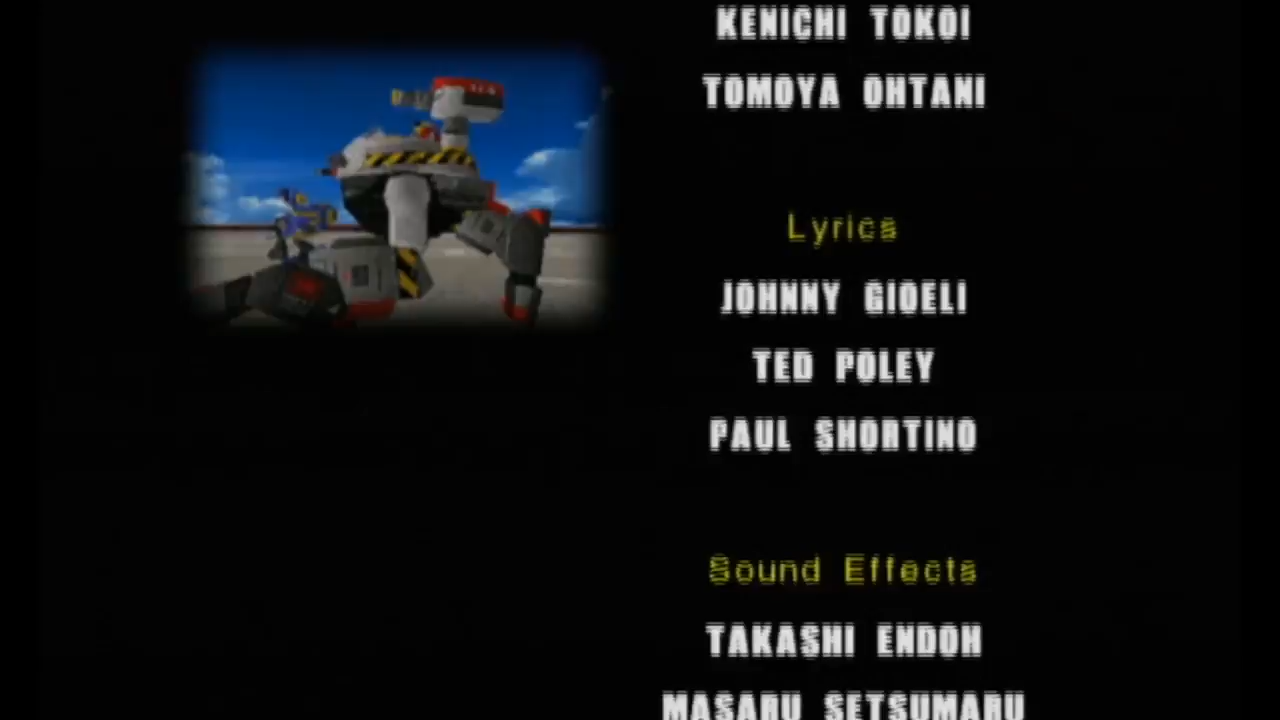 KENICHI TOKOI
TOMOYA OHTANI
Lyrics
JOHNNY GIOELI
TED POLEY
PAUL SHORTINO
Sound Effects
TAKASHI ENDOH
MASARU SETSUMARU